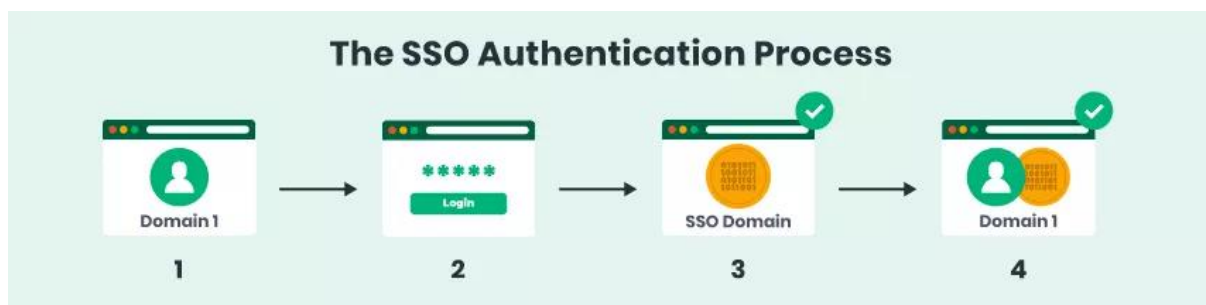 The SSO Authentication Process
Domain 1
*****
Login
SSO Domain
Domain 1
1
2
3
4